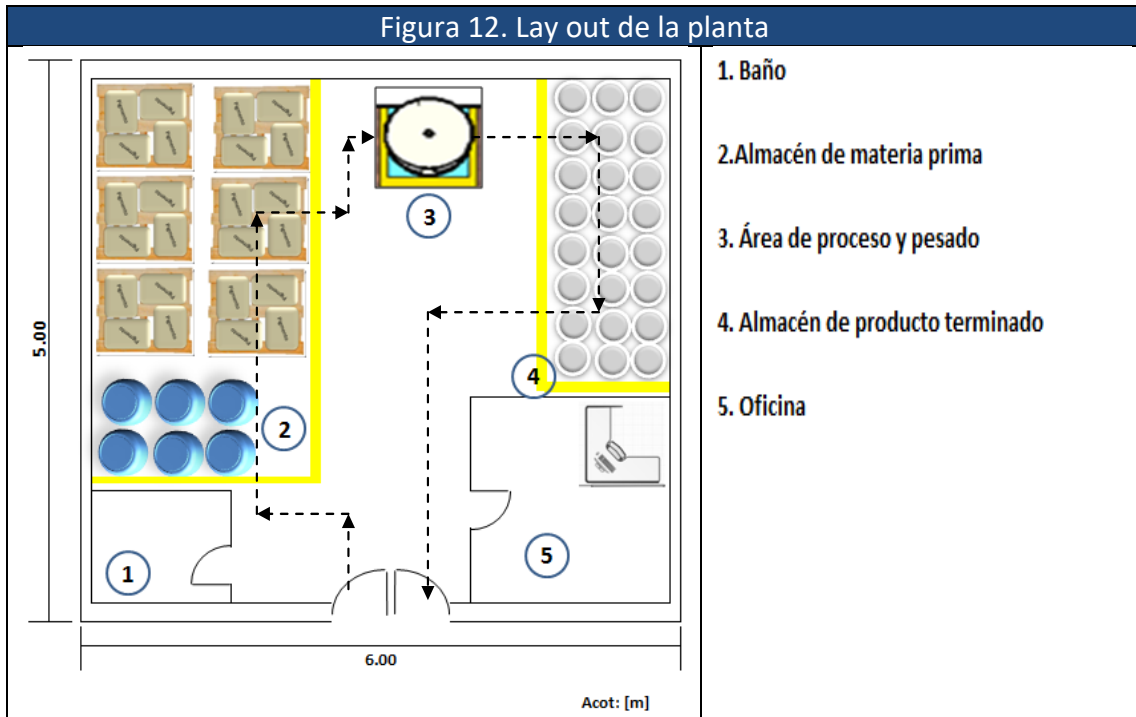 Figura 12. Lay out de la planta
1. Baño
2.Almacén de materia prima
3. Área de proceso y pesado
4. Almacén de producto terminado
5. Oficina
3
4
2
1
5
5.00
6.00
Acot: [m]